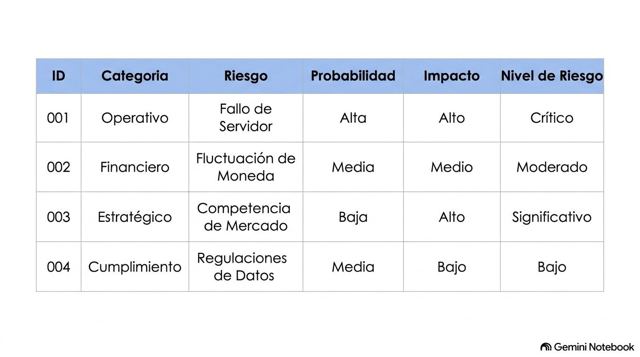 ID Categoria Riesgo Probabilidad Impacto Nivel de Riesgo
001 Operativo Fallo de Servidor Alta Alto Crítico
002 Financiero Fluctuación de Moneda Media Medio Moderado
003 Estratégico Competencia de Mercado Baja Alto Significativo
004 Cumplimiento Regulaciones de Datos Media Bajo Bajo
Gemini Notebook